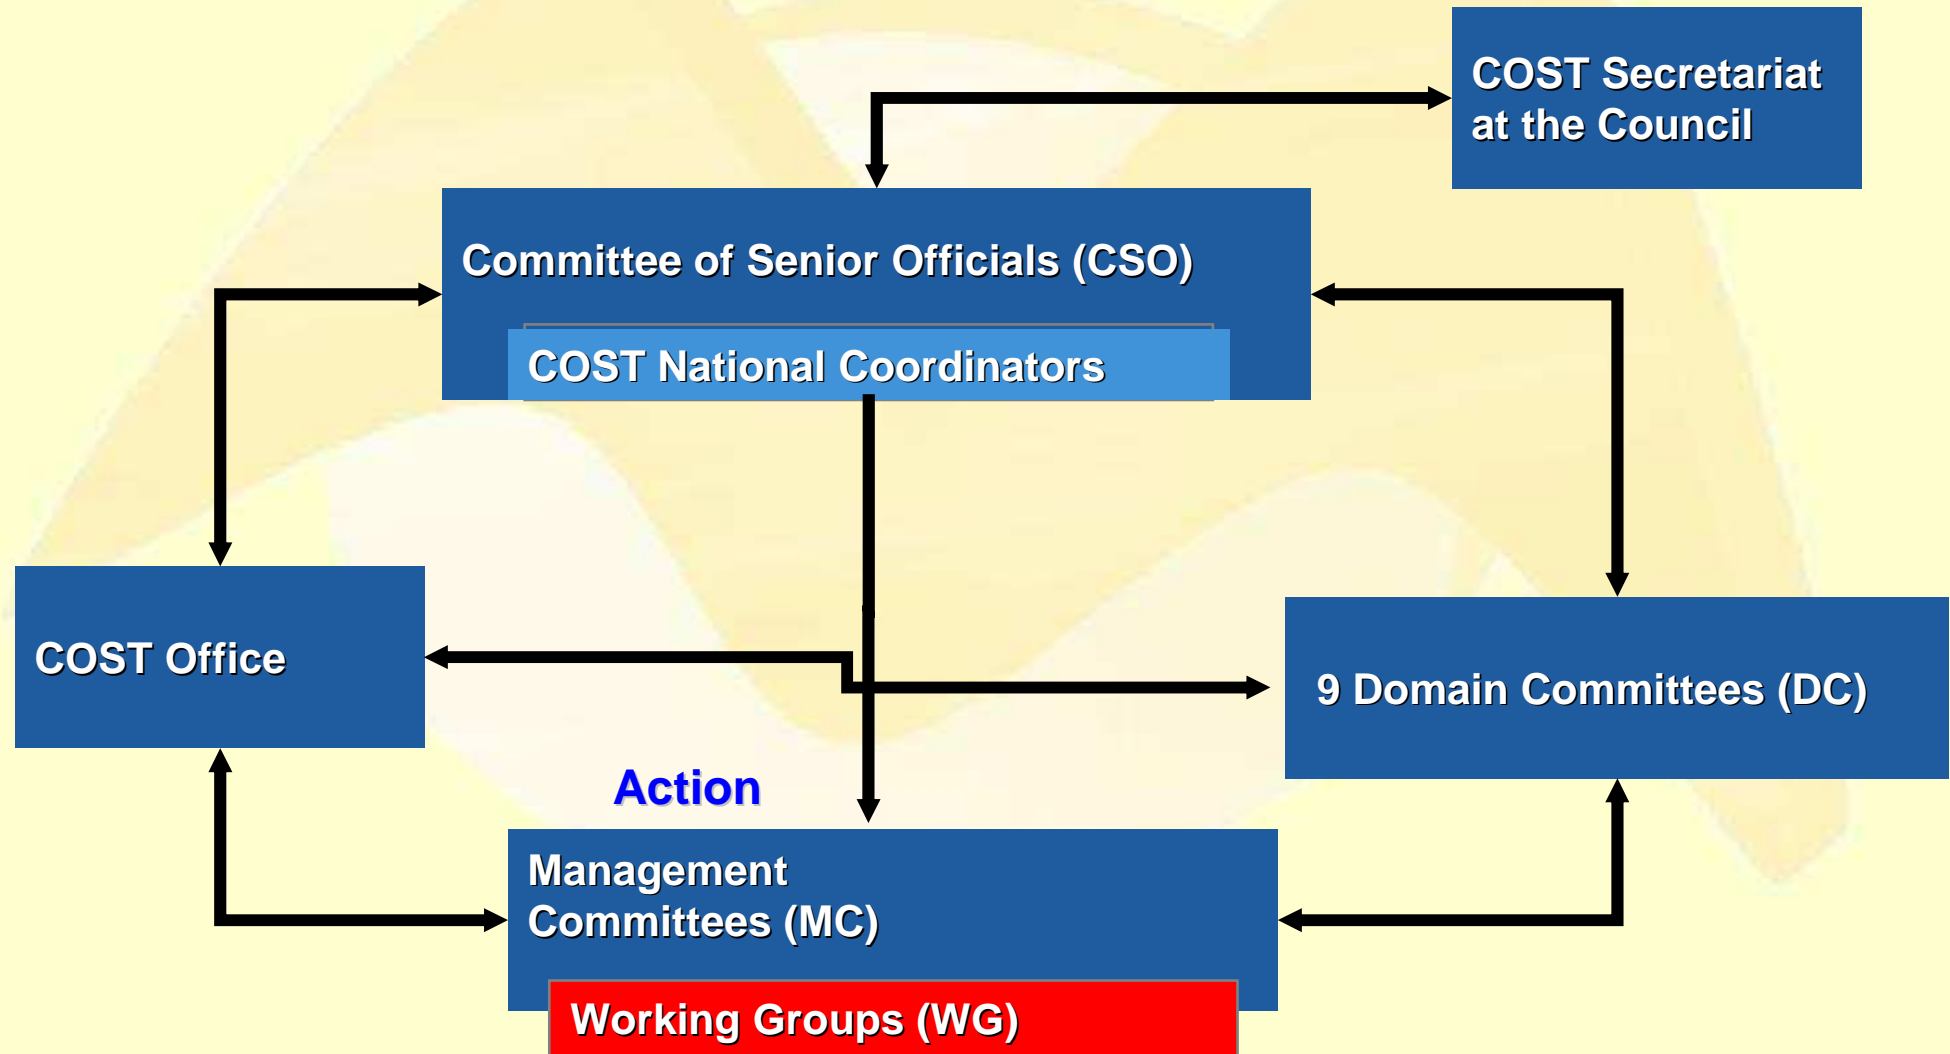 COST Secretariat
at the Council
Committee of Senior Officials (CSO)
COST National Coordinators
COST Office
9 Domain Committees (DC)
Action
Management
Committees (MC)
Working Groups (WG)